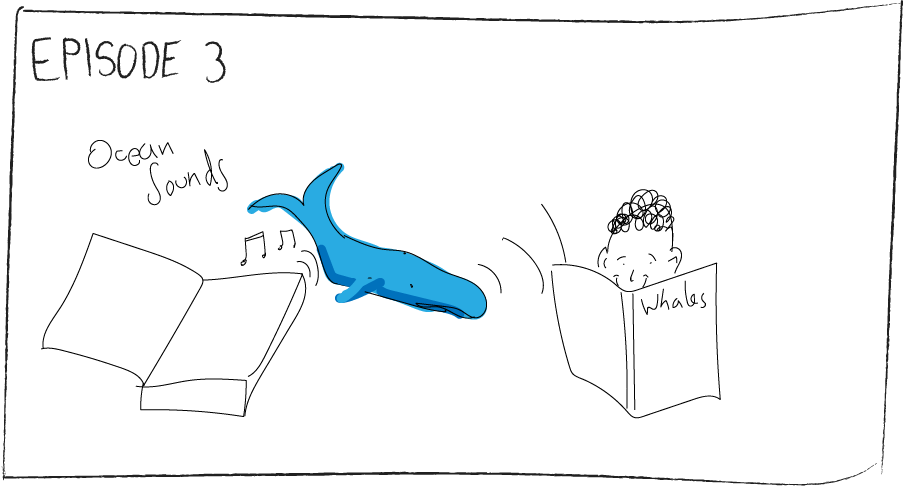 EPISODE 3
Ocean
Sounds
Whales